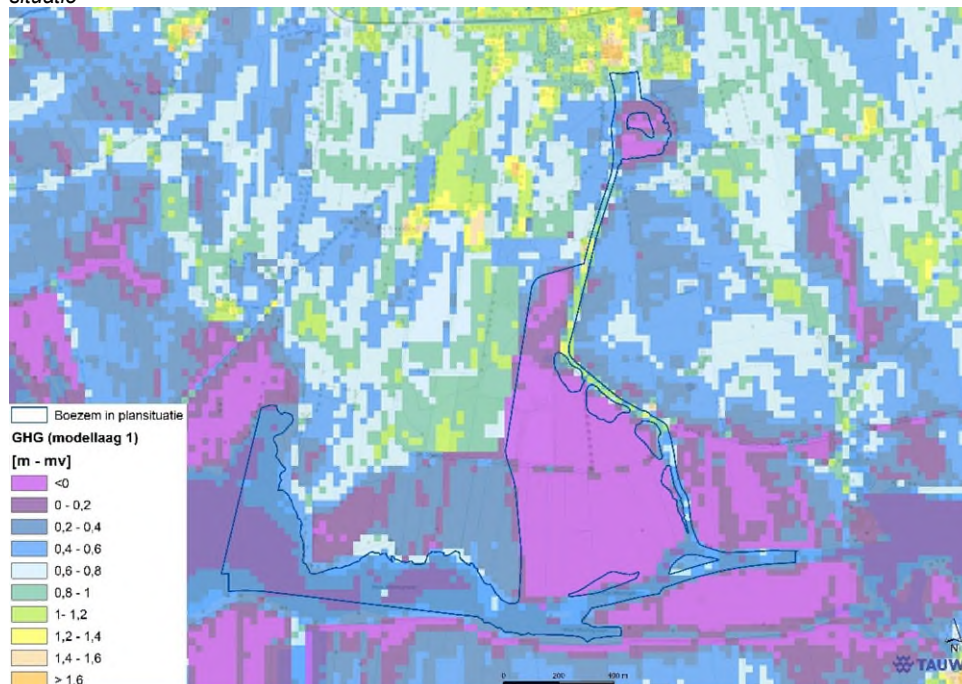 situatie
Boezem in plansituatie
GHG (modellaag 1)
[m - mv]
<0
0 - 0,2
0,2 - 0,4
0,4 - 0,6
0,6 - 0,8
0,8 - 1
1- 1,2
1,2 - 1,4
1,4 - 1,6
> 1,6
0 200 400 m
N
TAUW